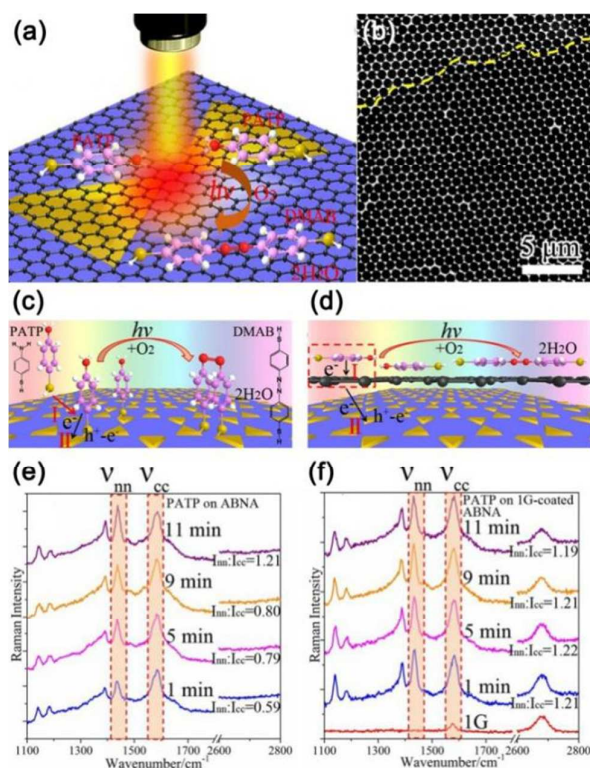 (a)
PATP
PATP
hν
O2
DMAB
2H2O
(b)
5 μm
(c)
PATP
hν
+O2
DMAB
2H2O
I
e-
II
h+-e-
(d)
hν
+O2
2H2O
e-
I
e-
II
h+-e-
(e)
νnn
νcc
PATP on ABNA
11 min
Inn:Icc=1.21
9 min
Inn:Icc=0.80
5 min
Inn:Icc=0.79
1 min
Inn:Icc=0.59
Raman Intensity
1100 1300 1500 1700 2600 2800
Wavenumber/cm-1
(f)
νnn
νcc
PATP on 1G-coated
ABNA
11 min
Inn:Icc=1.19
9 min
Inn:Icc=1.21
5 min
Inn:Icc=1.22
1 min
Inn:Icc=1.21
1G
Raman Intensity
1100 1300 1500 1700 2600 2800
Wavenumber/cm-1